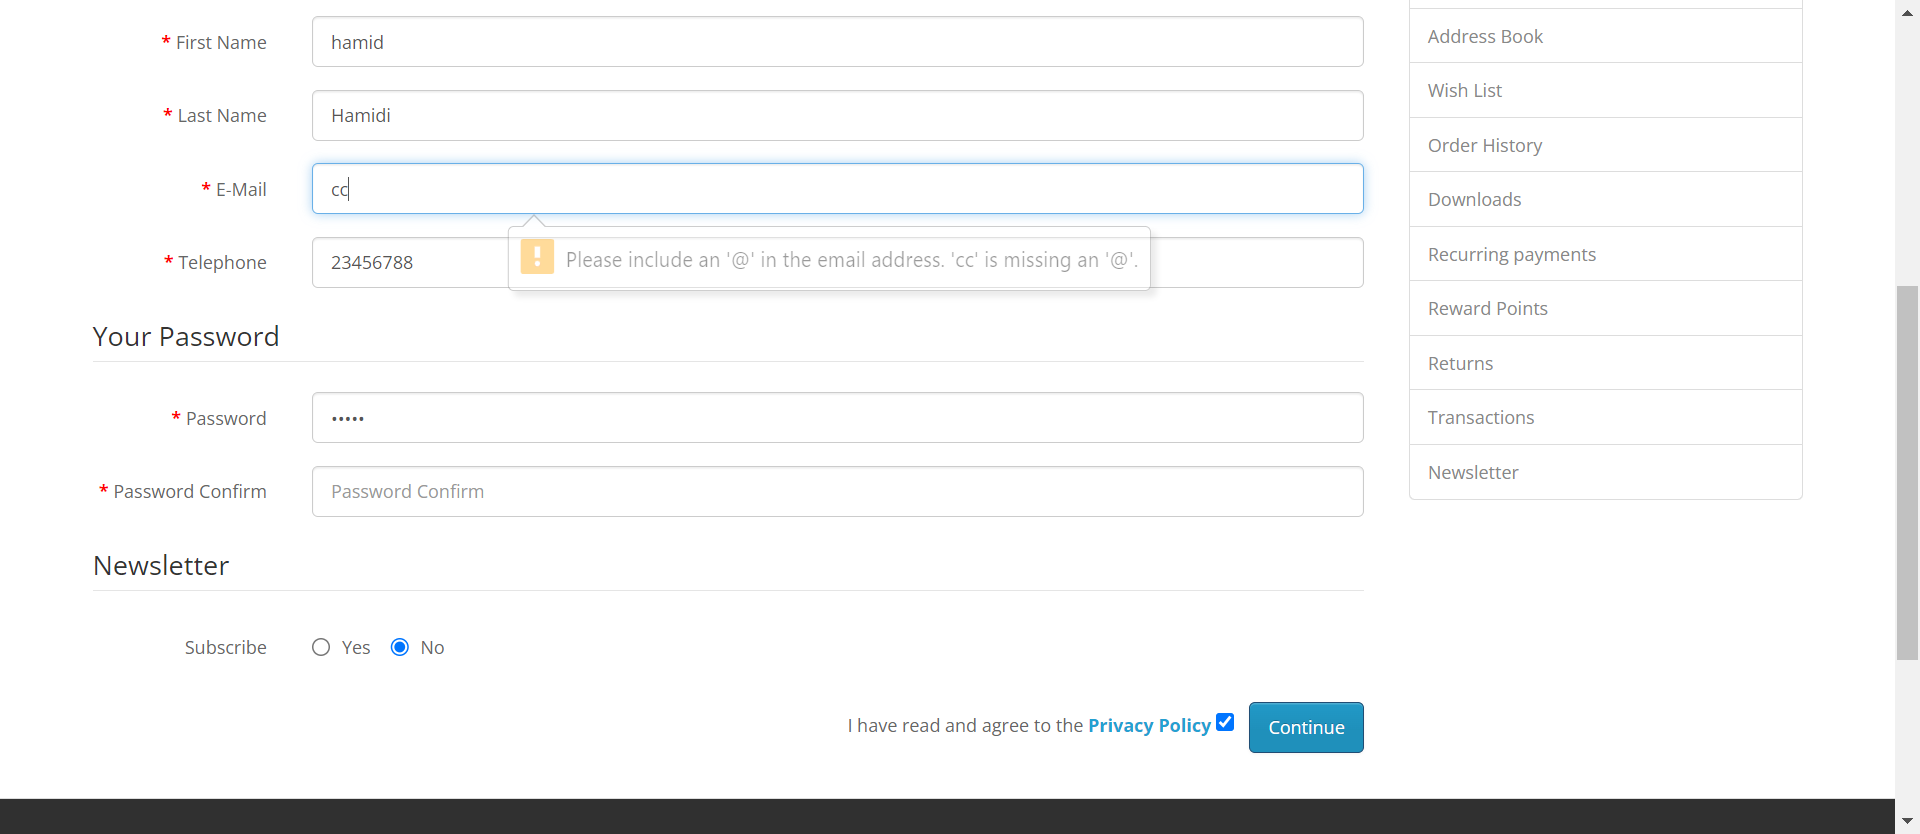 * First Name
hamid
* Last Name
Hamidi
* E-Mail
cc
Please include an '@' in the email address. 'cc' is missing an '@'.
* Telephone
23456788
Your Password
* Password
•••••
* Password Confirm
Password Confirm
Newsletter
Subscribe
Yes
No
I have read and agree to the Privacy Policy
Continue
Address Book
Wish List
Order History
Downloads
Recurring payments
Reward Points
Returns
Transactions
Newsletter